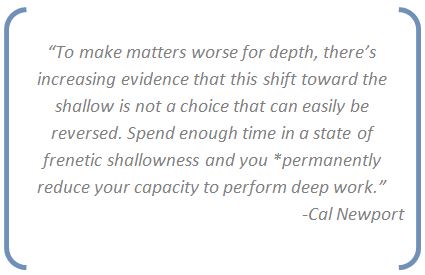 “To make matters worse for depth, there’s
increasing evidence that this shift toward the
shallow is not a choice that can easily be
reversed. Spend enough time in a state of
frenetic shallowness and you *permanently
reduce your capacity to perform deep work.”
-Cal Newport